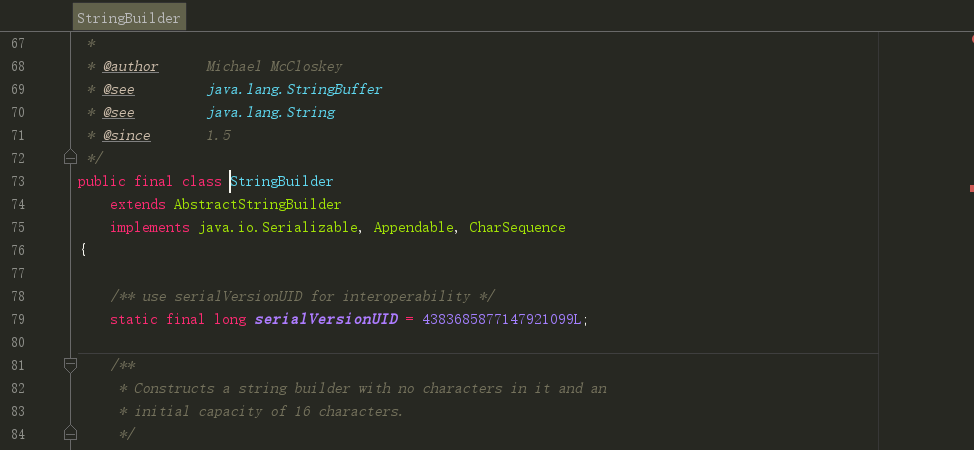 StringBuilder
67 *
68 * @author Michael McCloskey
69 * @see java.lang.StringBuffer
70 * @see java.lang.String
71 * @since 1.5
72 */
73 public final class StringBuilder
74 extends AbstractStringBuilder
75 implements java.io.Serializable, Appendable, CharSequence
76 {
77
78 /** use serialVersionUID for interoperability */
79 static final long serialVersionUID = 4383685877147921099L;
80
81 /**
82 * Constructs a string builder with no characters in it and an
83 * initial capacity of 16 characters.
84 */